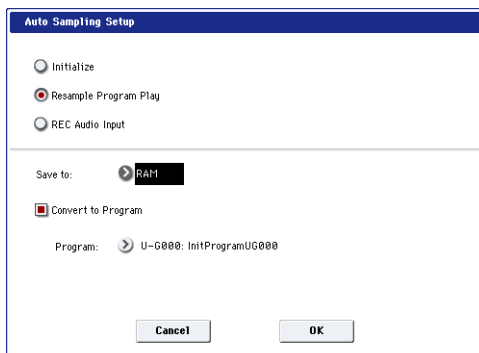 Auto Sampling Setup
Initialize
Resample Program Play
REC Audio Input
Save to: RAM
Convert to Program
Program: U-G000: InitProgramUG000
Cancel OK